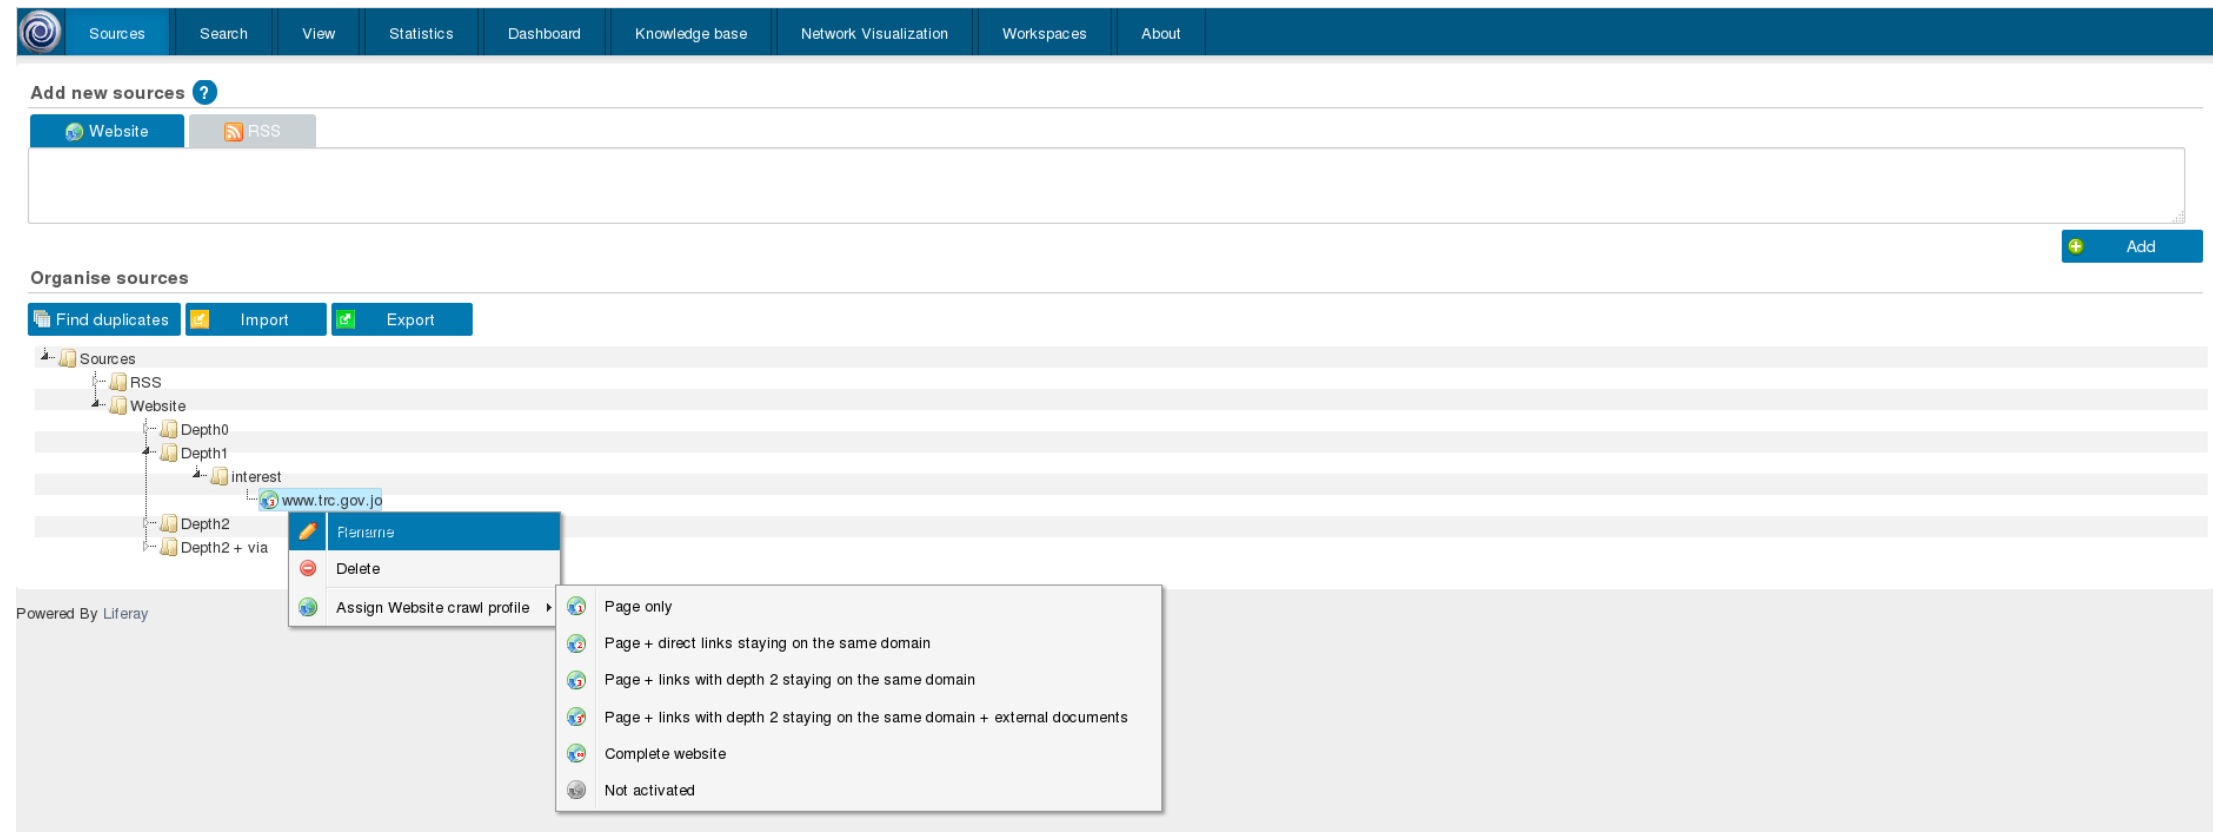 Sources Search View Statistics Dashboard Knowledge base Network Visualization Workspaces About
Add new sources ?
Website RSS
Add
Organise sources
Find duplicates Import Export
Sources
RSS
Website
Depth0
Depth1
interest
www.trc.gov.jo
Depth2
Depth2 + via
Rename
Delete
Assign Website crawl profile
Page only
Page + direct links staying on the same domain
Page + links with depth 2 staying on the same domain
Page + links with depth 2 staying on the same domain + external documents
Complete website
Not activated
Powered By Liferay